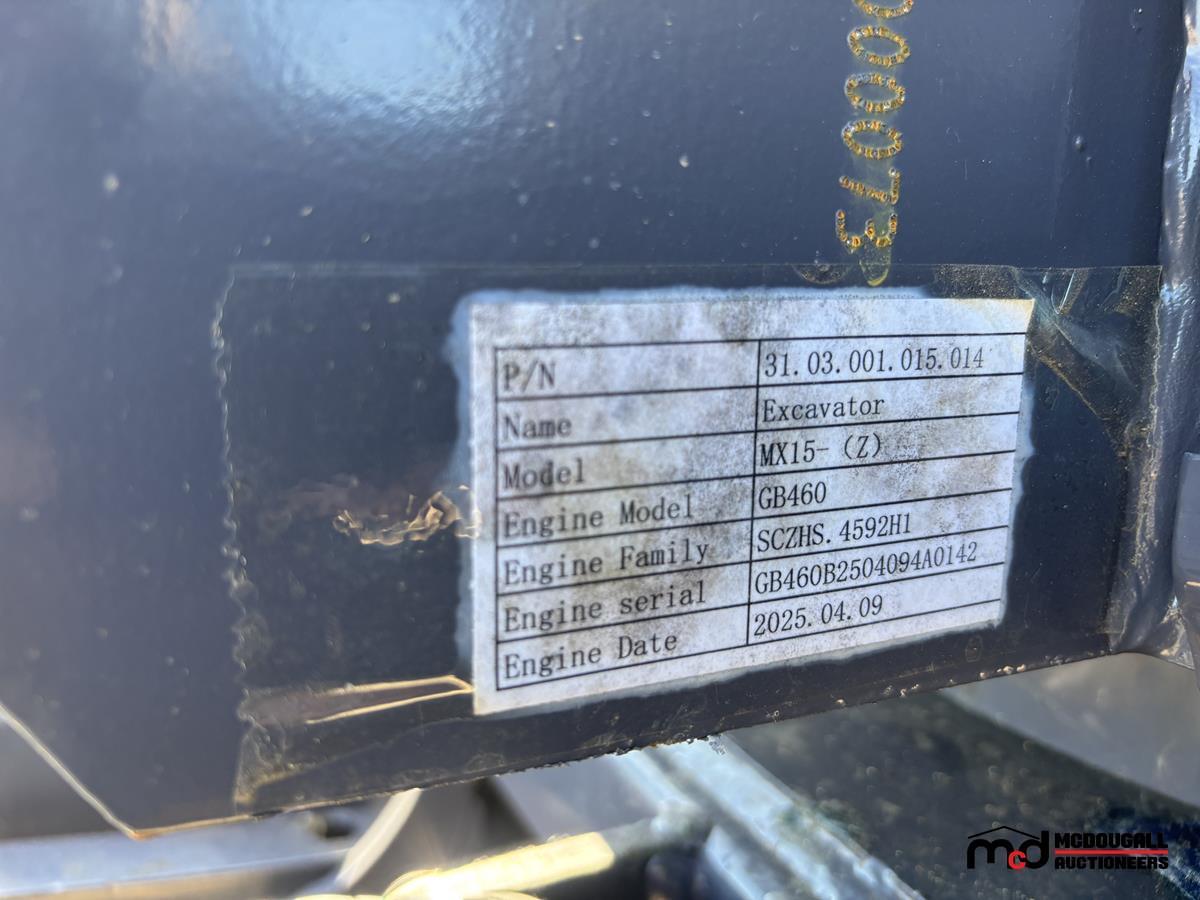 00073
P/N 31.03.001.015.014
Name Excavator
Model MX15-(Z)
Engine Model GB460
Engine Family SCZHS.4592H1
Engine serial GB460B2504094A0142
Engine Date 2025.04.09
mcd MCDOUGALL
AUCTIONEERS